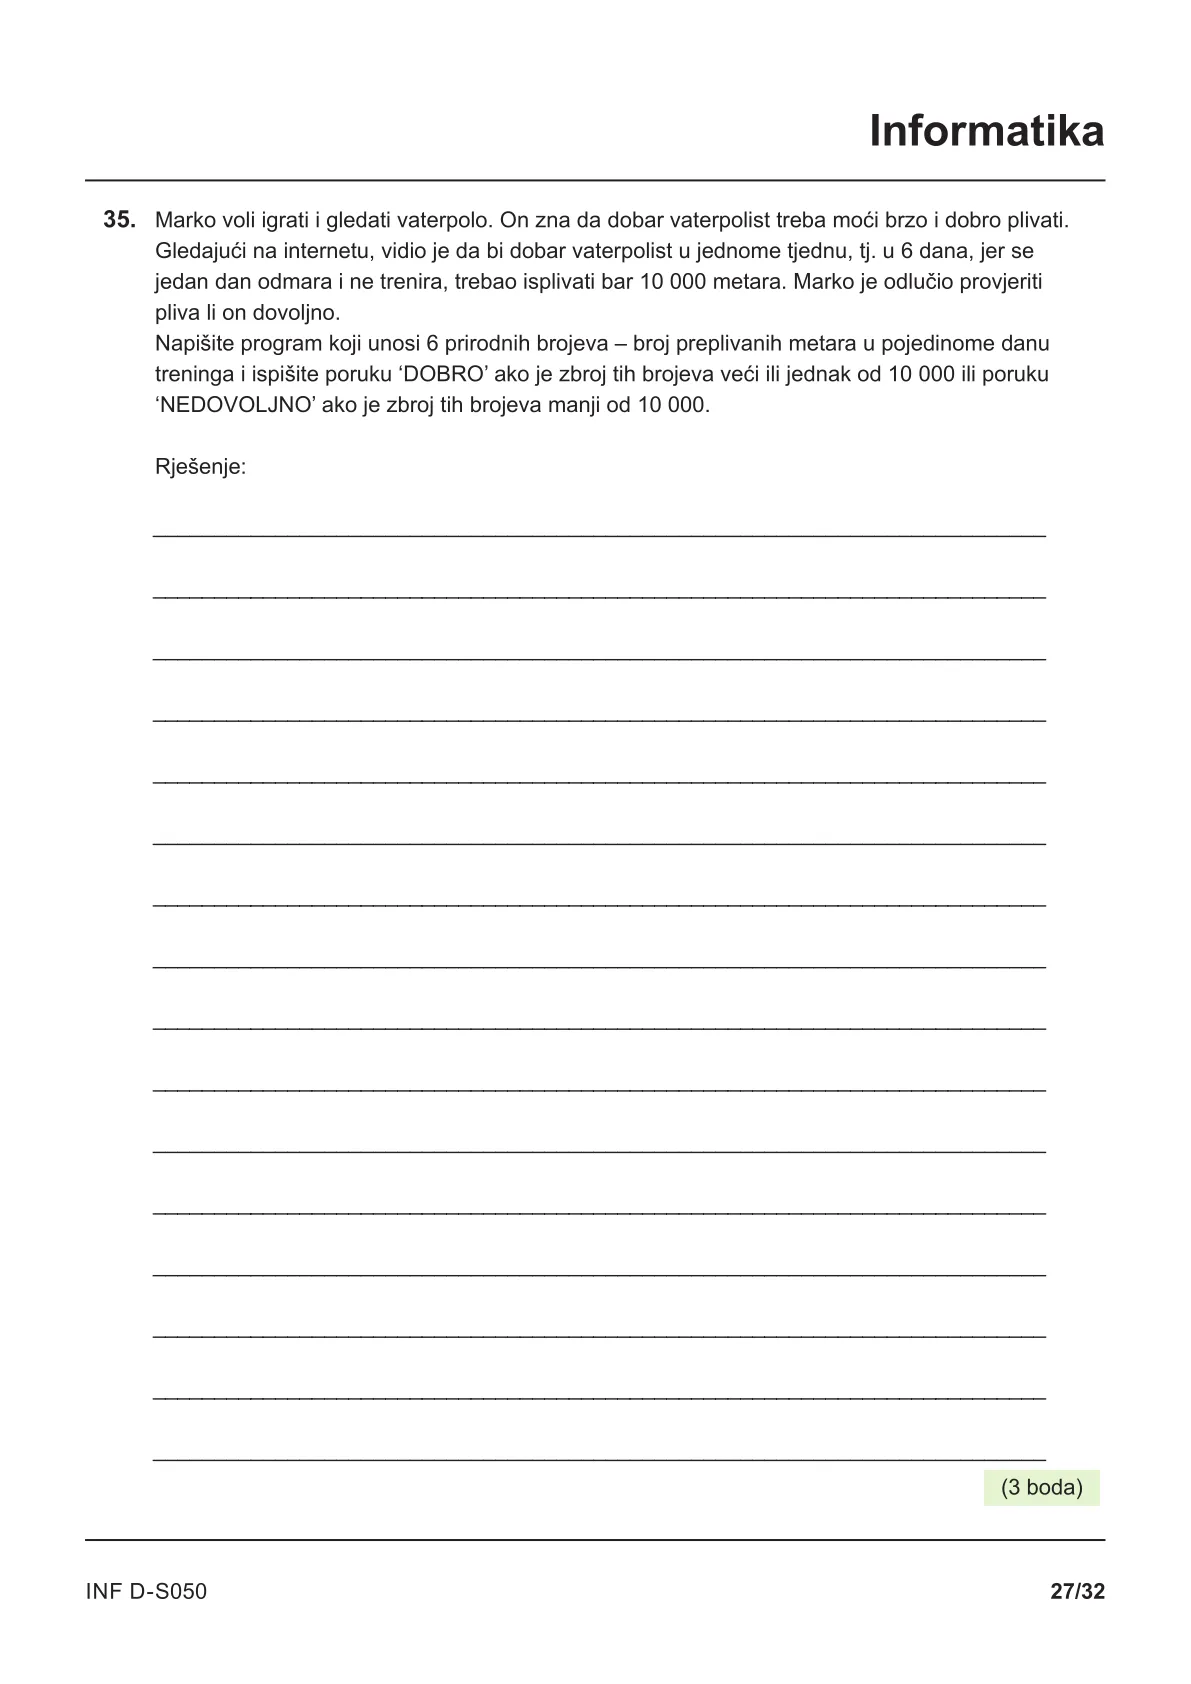 Informatika
35. Marko voli igrati i gledati vaterpolo. On zna da dobar vaterpolist treba moći brzo i dobro plivati.
Gledajući na internetu, vidio je da bi dobar vaterpolist u jednome tjednu, tj. u 6 dana, jer se
jedan dan odmara i ne trenira, trebao isplivati bar 10 000 metara. Marko je odlučio provjeriti
pliva li on dovoljno.
Napišite program koji unosi 6 prirodnih brojeva – broj preplivanih metara u pojedinome danu
treninga i ispišite poruku ‘DOBRO’ ako je zbroj tih brojeva veći ili jednak od 10 000 ili poruku
‘NEDOVOLJNO’ ako je zbroj tih brojeva manji od 10 000.
Rješenje:
(3 boda)
INF D-S050
27/32